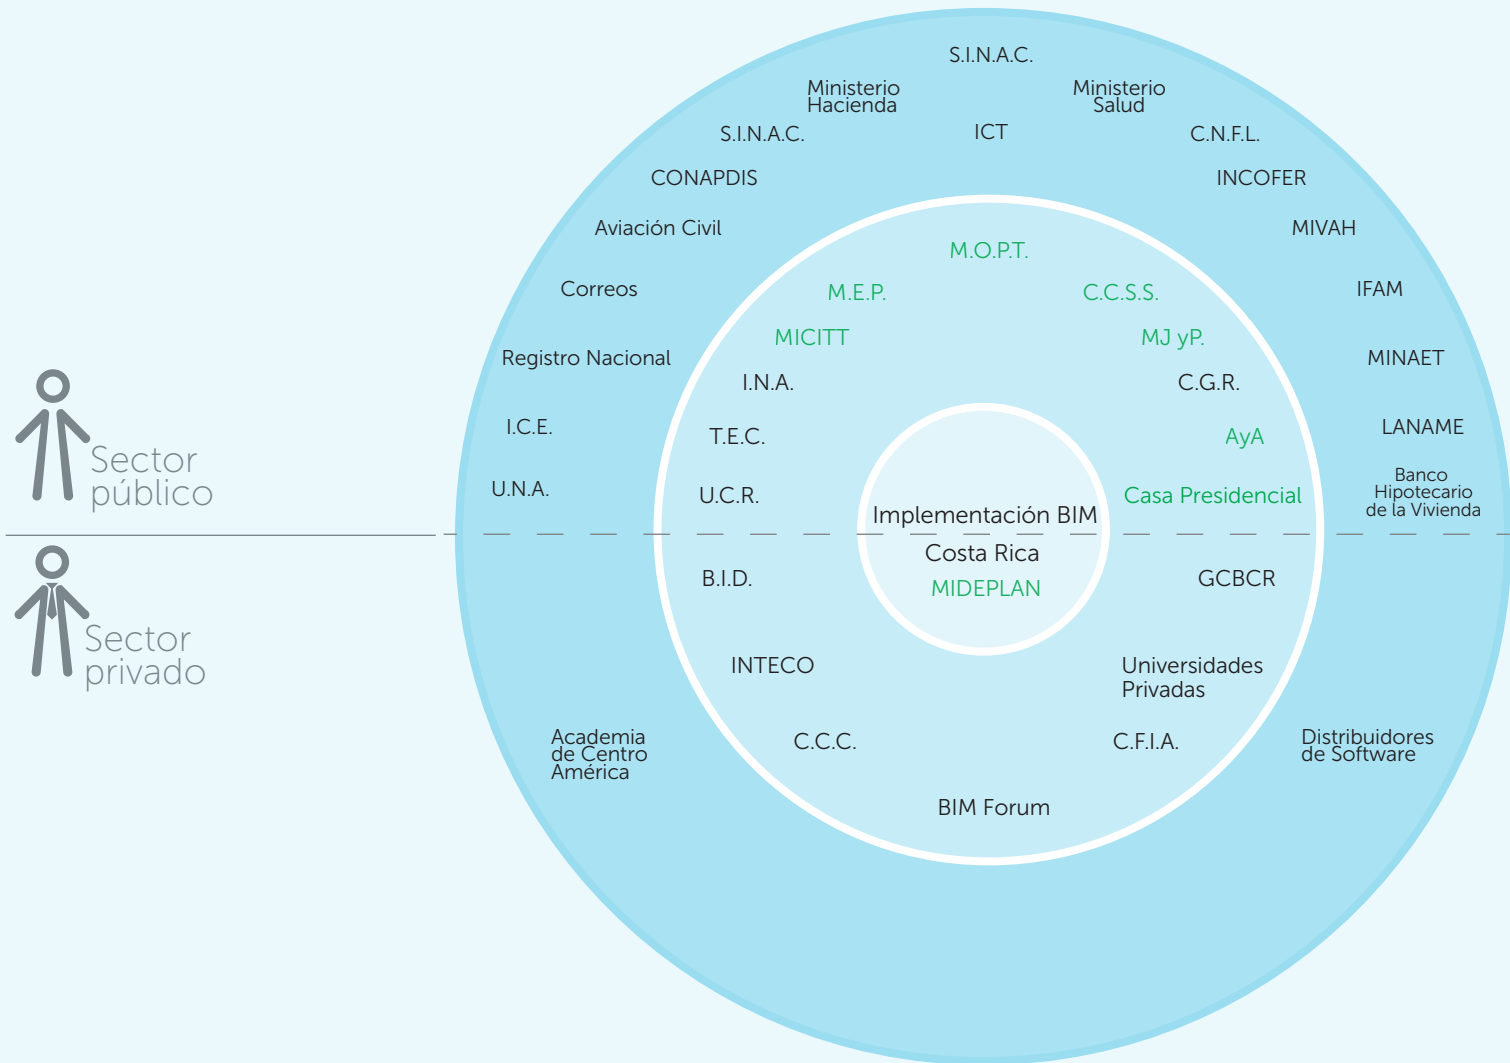 S.I.N.A.C.
Ministerio
Hacienda
Ministerio
Salud
S.I.N.A.C.
ICT
C.N.F.L.
CONAPDIS
INCOFER
Aviación Civil
MIVAH
M.O.P.T.
Correos
M.E.P.
C.C.S.S.
IFAM
MICITT
MJ yP.
Registro Nacional
MINAET
I.N.A.
C.G.R.
I.C.E.
T.E.C.
AyA
LANAME
Sector
público
U.N.A.
U.C.R.
Casa Presidencial
Banco
Hipotecario
de la Vivienda
Implementación BIM
Costa Rica
MIDEPLAN
B.I.D.
GCBCR
Sector
privado
INTECO
Universidades
Privadas
Academia
de Centro
América
C.C.C.
C.F.I.A.
Distribuidores
de Software
BIM Forum